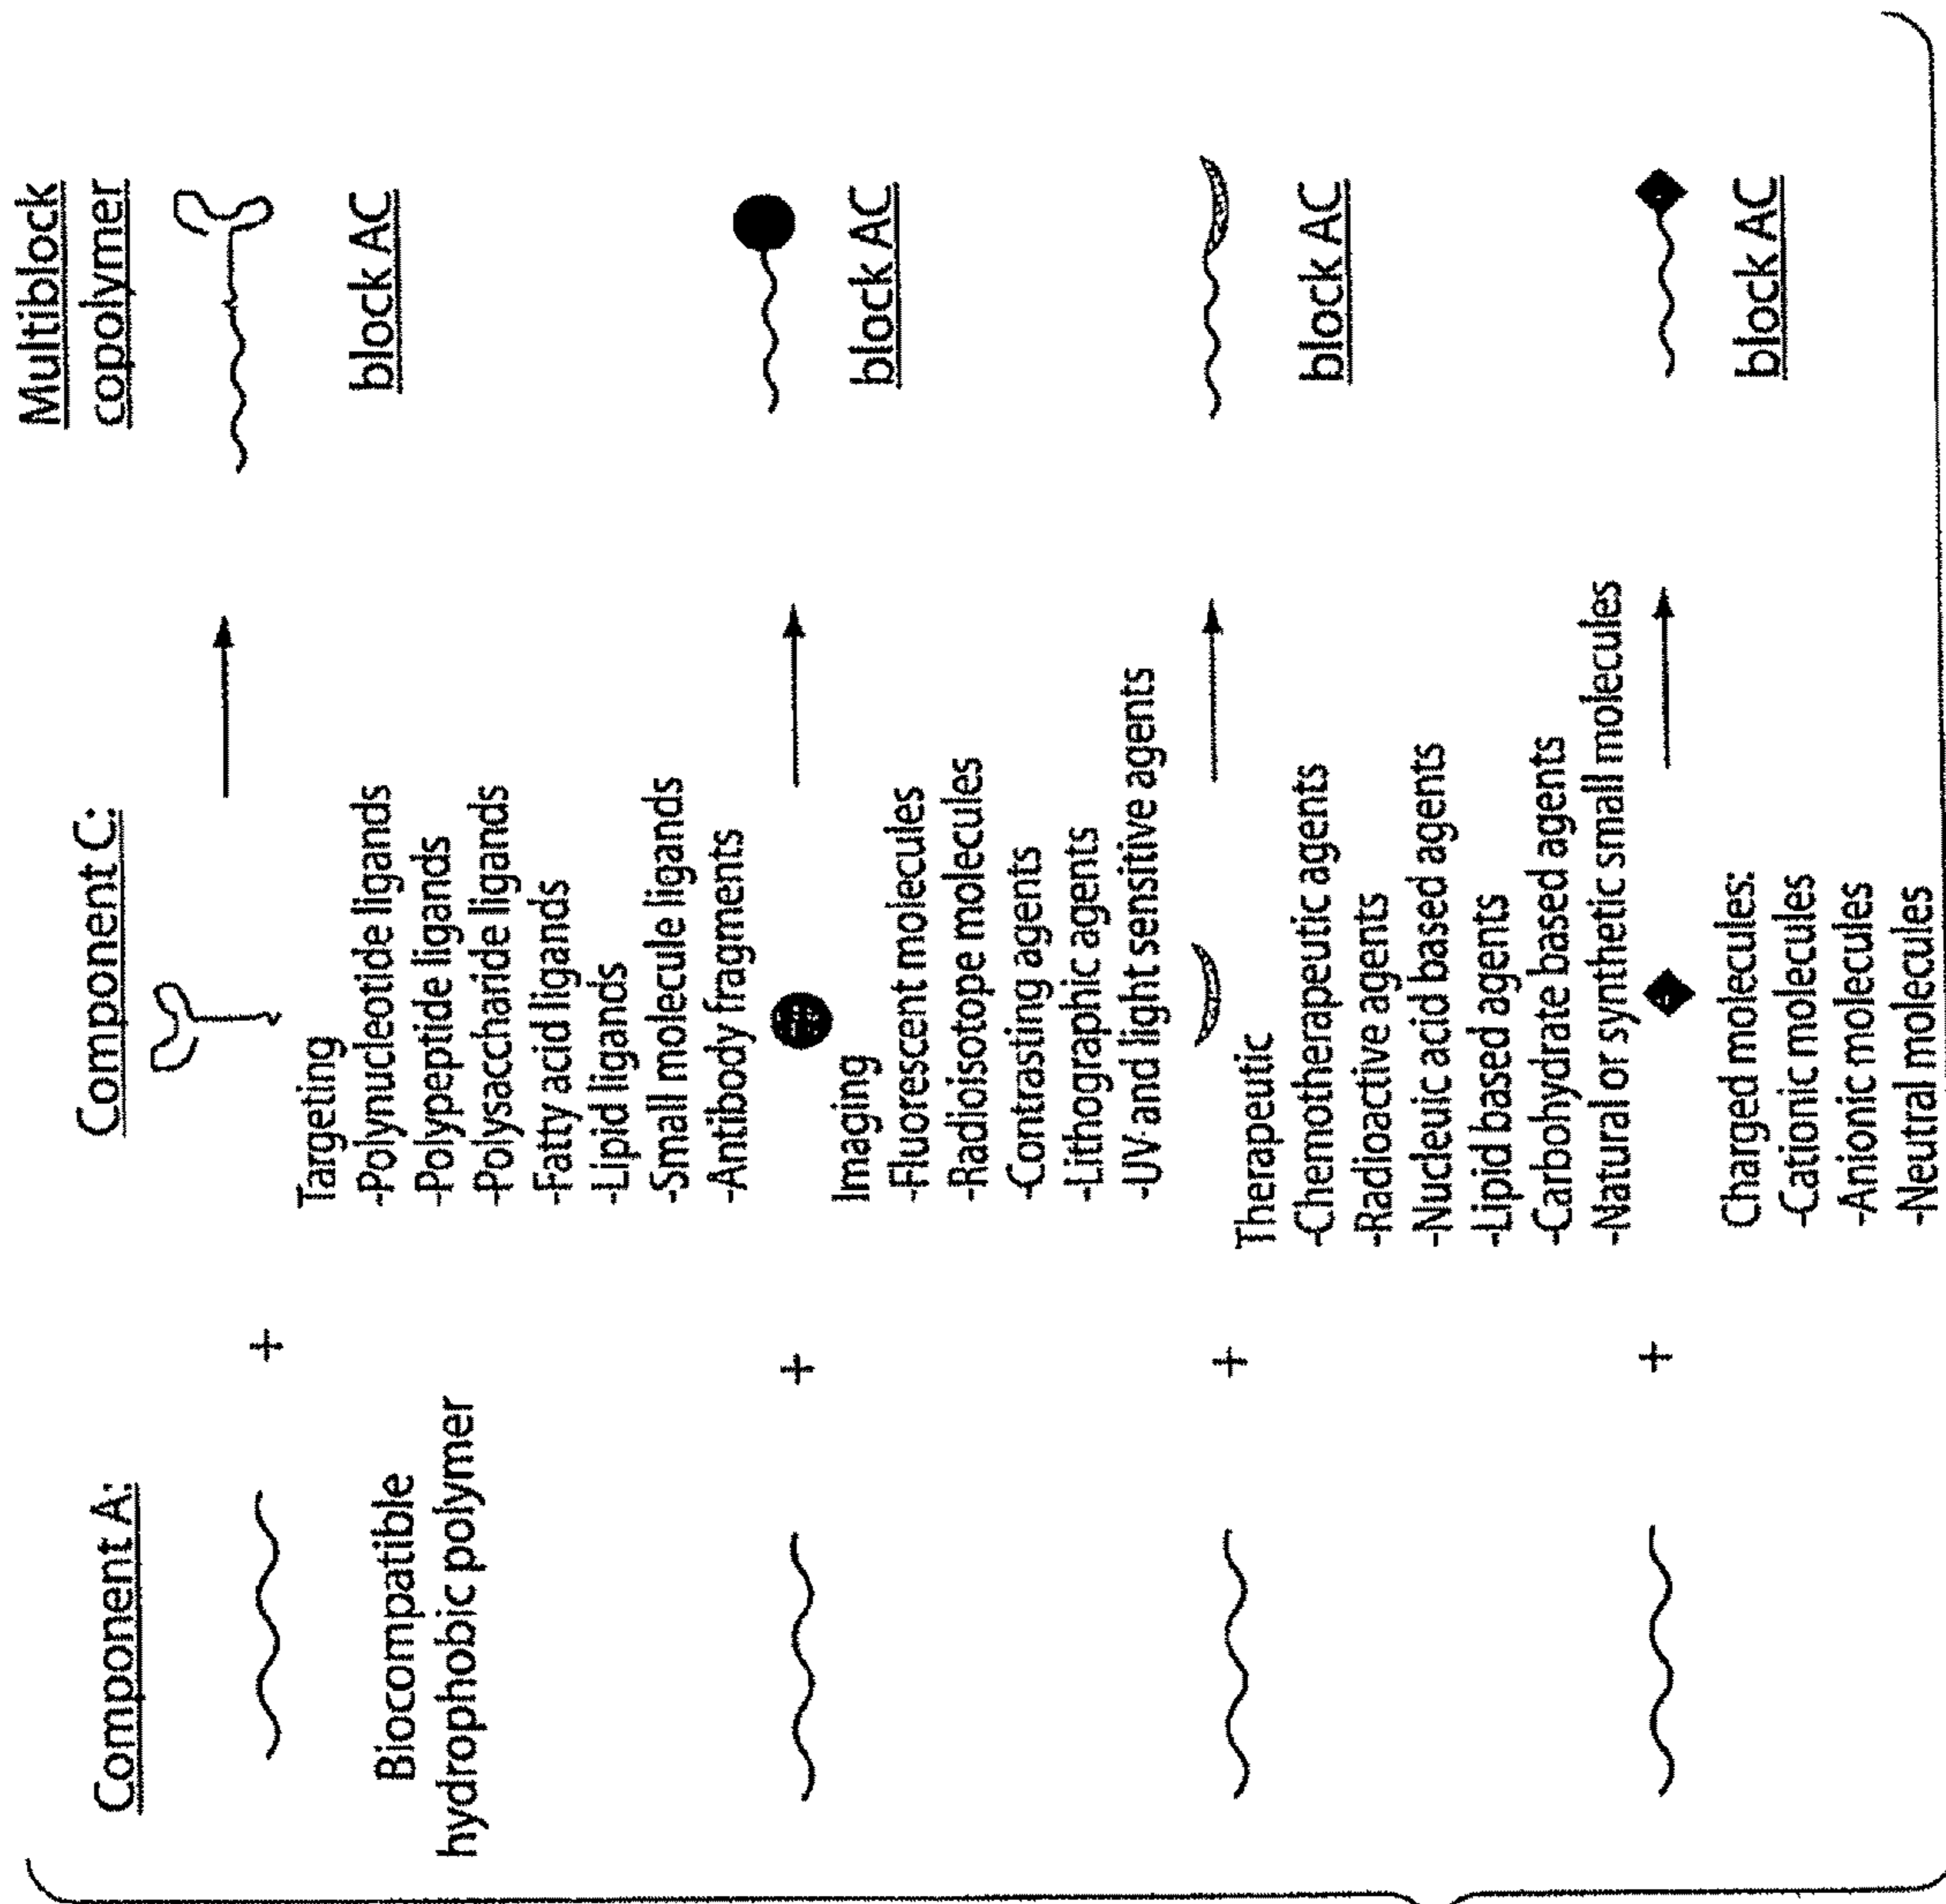 Component A:
Component C:
Multiblock
copolymer
+
Biocompatible
hydrophobic polymer
Targeting
-Polynucleotide ligands
-Polypeptide ligands
-Polysaccharide ligands
-Fatty acid ligands
-Lipid ligands
-Small molecule ligands
-Antibody fragments
block AC
+
Imaging
-Fluorescent molecules
-Radioisotope molecules
-Contrasting agents
-Lithographic agents
-UV and light sensitive agents
block AC
+
Therapeutic
-Chemotherapeutic agents
-Radioactive agents
-Nucleuic acid based agents
-Lipid based agents
-Carbohydrate based agents
-Natural or synthetic small molecules
block AC
+
Charged molecules:
-Cationic molecules
-Anionic molecules
-Neutral molecules
block AC